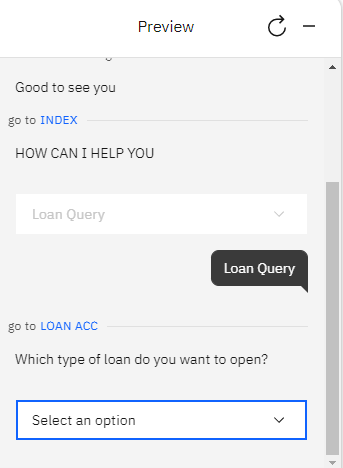 Preview
Good to see you
go to INDEX
HOW CAN I HELP YOU
Loan Query
Loan Query
go to LOAN ACC
Which type of loan do you want to open?
Select an option